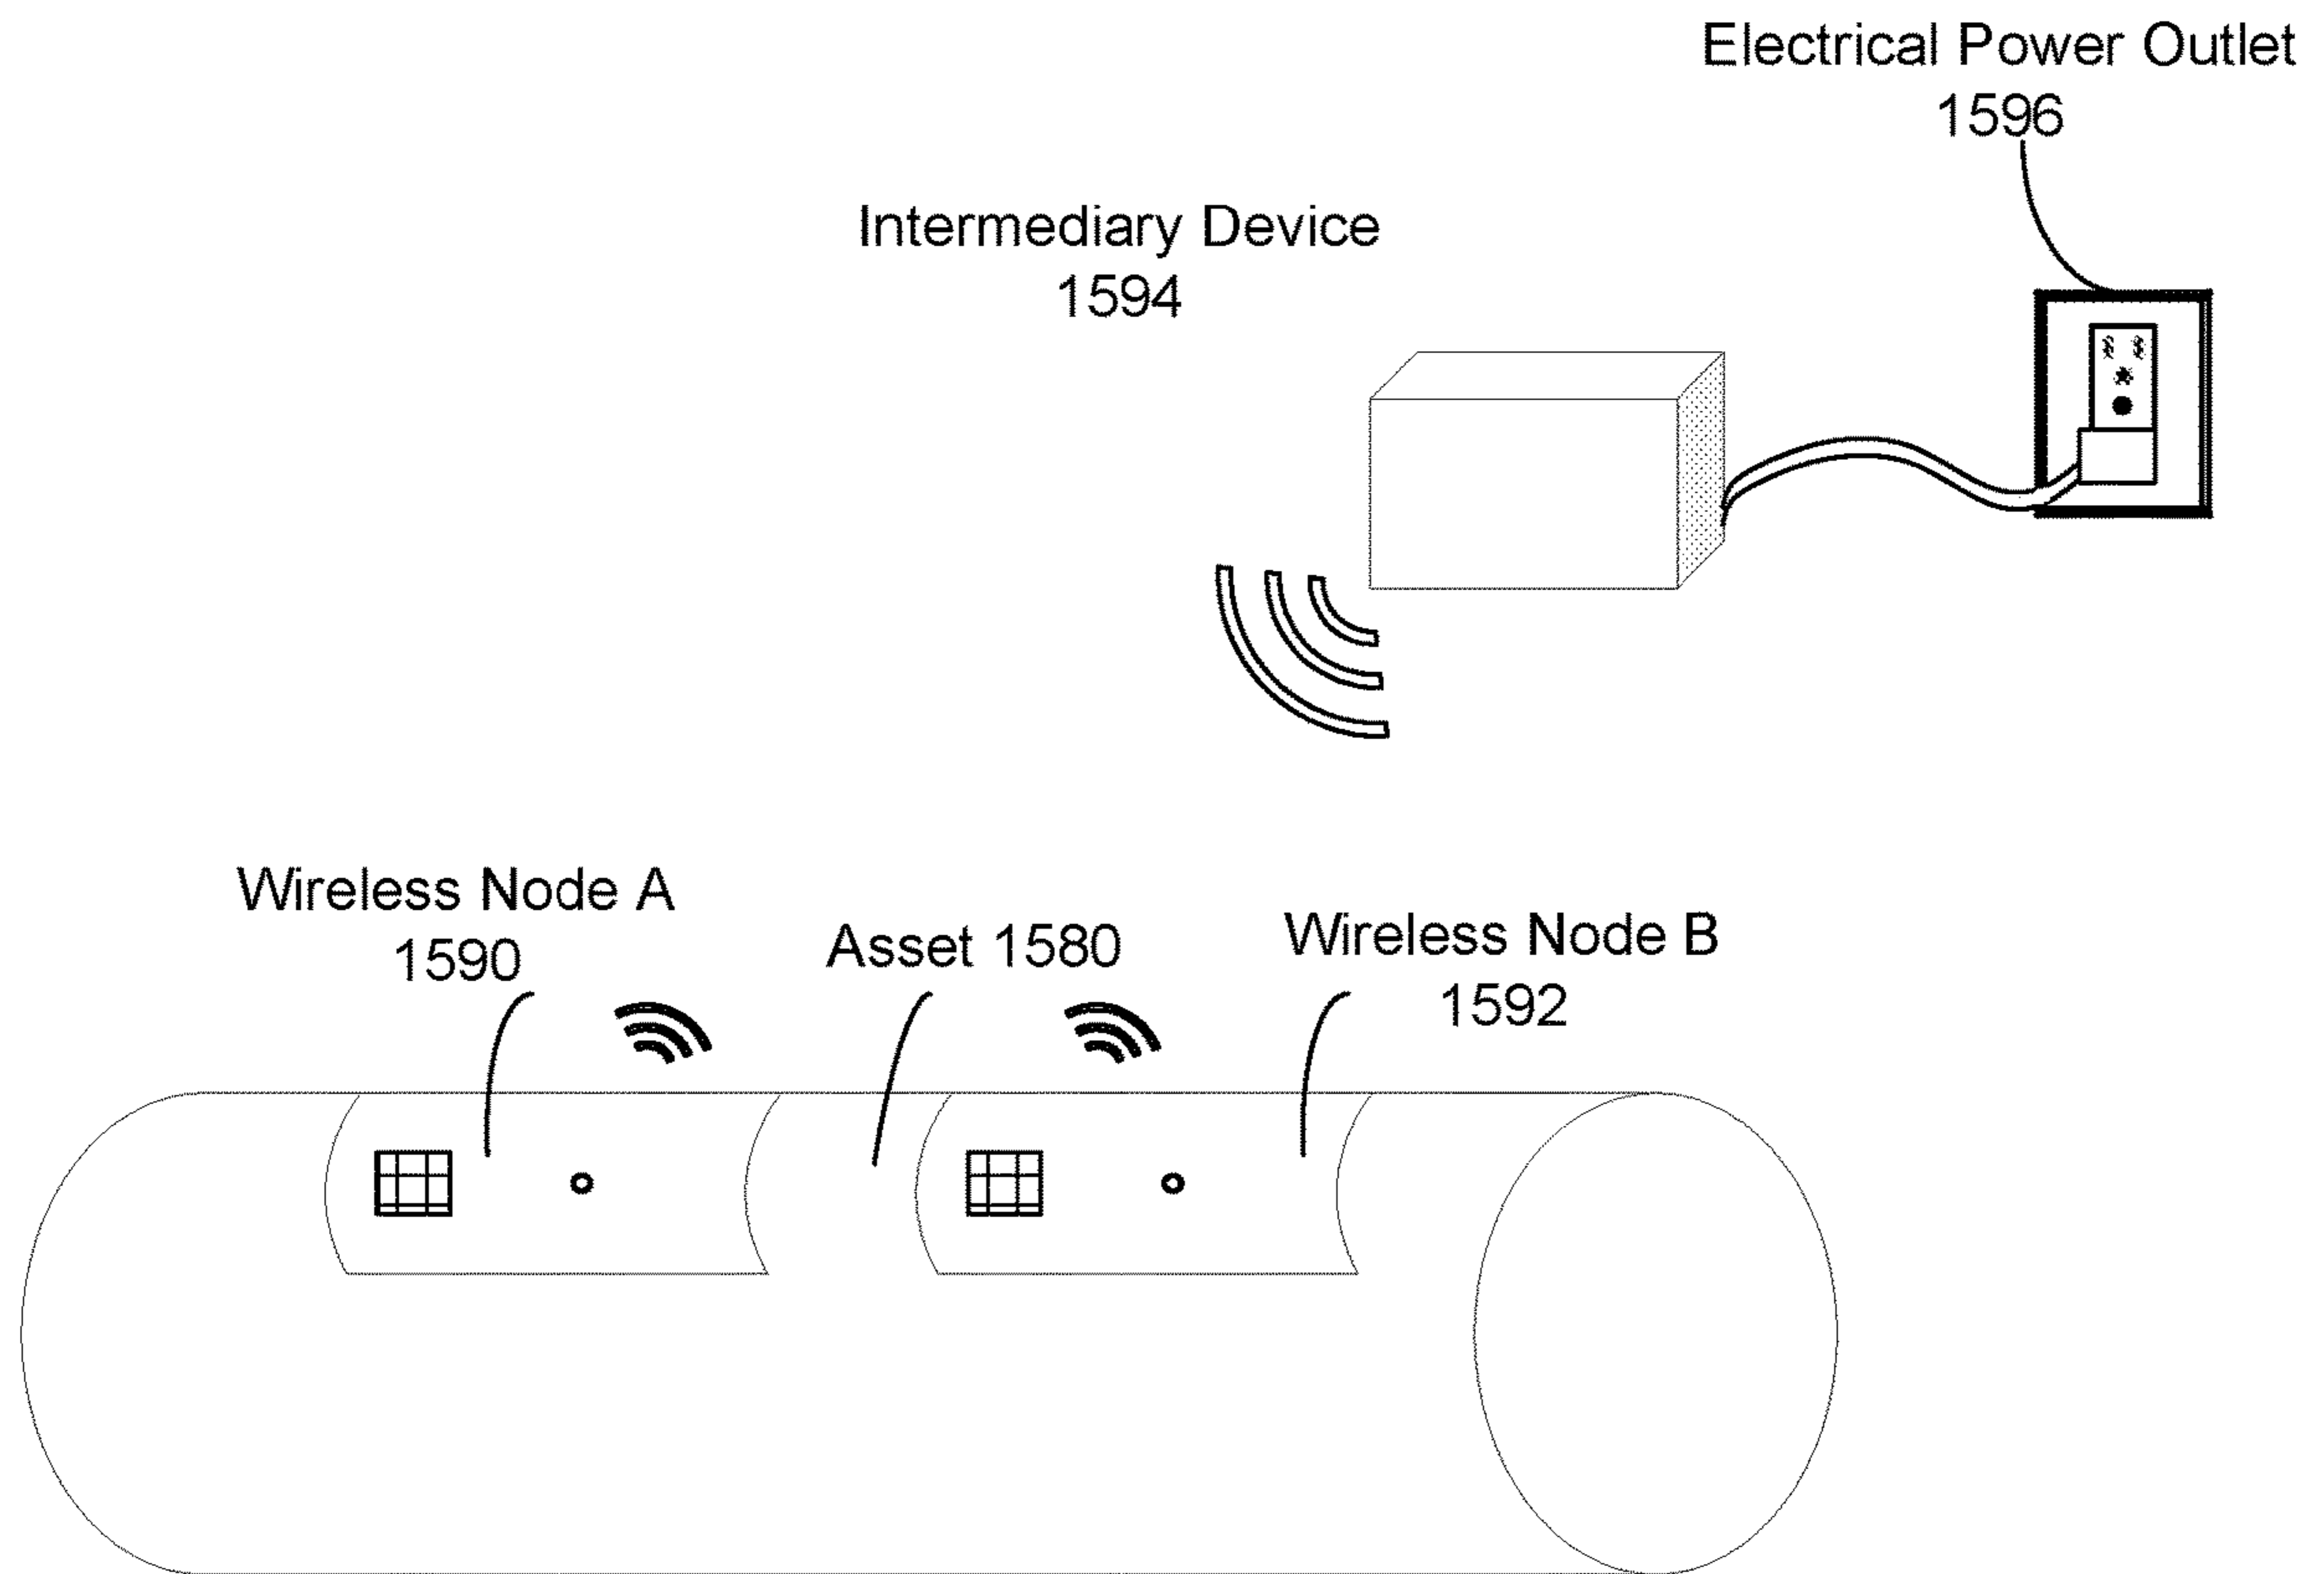 Electrical Power Outlet
1596
Intermediary Device
1594
Wireless Node A
1590
Asset 1580
Wireless Node B
1592